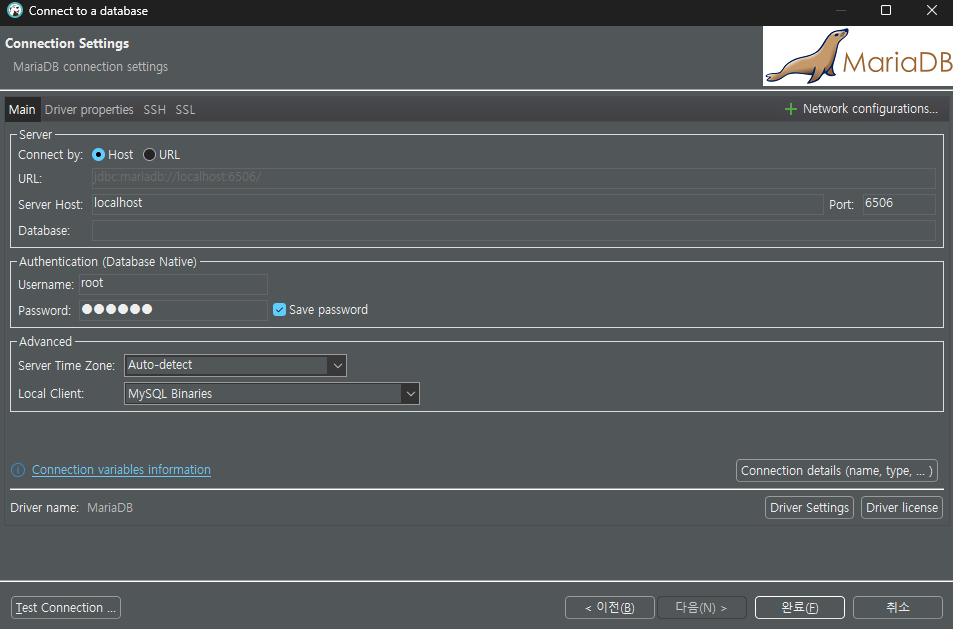 Connect to a database
Connection Settings
MariaDB connection settings
MariaDB
Main Driver properties SSH SSL Network configurations...
Server
Connect by: Host URL
URL: jdbc:mariadb://localhost:6506/
Server Host: localhost Port: 6506
Database:
Authentication (Database Native)
Username: root
Password: ●●●●●● Save password
Advanced
Server Time Zone: Auto-detect
Local Client: MySQL Binaries
Connection variables information Connection details (name, type, ... )
Driver name: MariaDB Driver Settings Driver license
Test Connection ... < 이전(B) 다음(N) > 완료(F) 취소